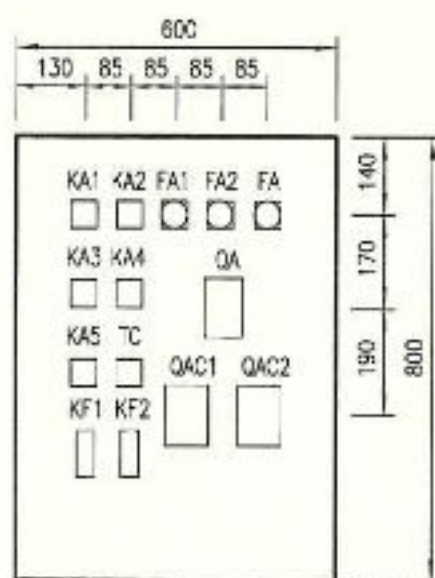 600
130 85 85 85 85
KA1 KA2 FA1 FA2 FA
140
KA3 KA4 QA
170
KA5 TC QAC1 QAC2
190
800
KF1 KF2